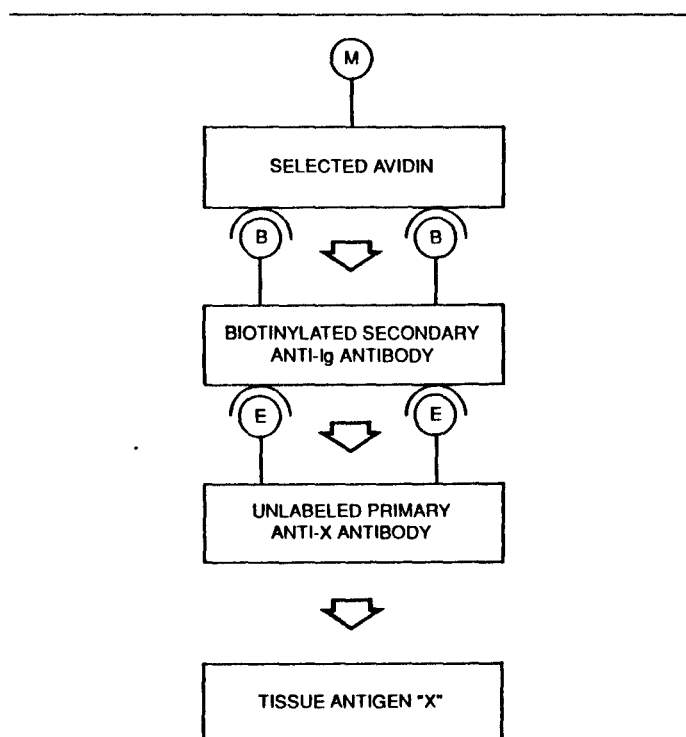 M
SELECTED AVIDIN
B B
BIOTINYLATED SECONDARY
ANTI-Ig ANTIBODY
E E
UNLABELED PRIMARY
ANTI-X ANTIBODY
TISSUE ANTIGEN "X"